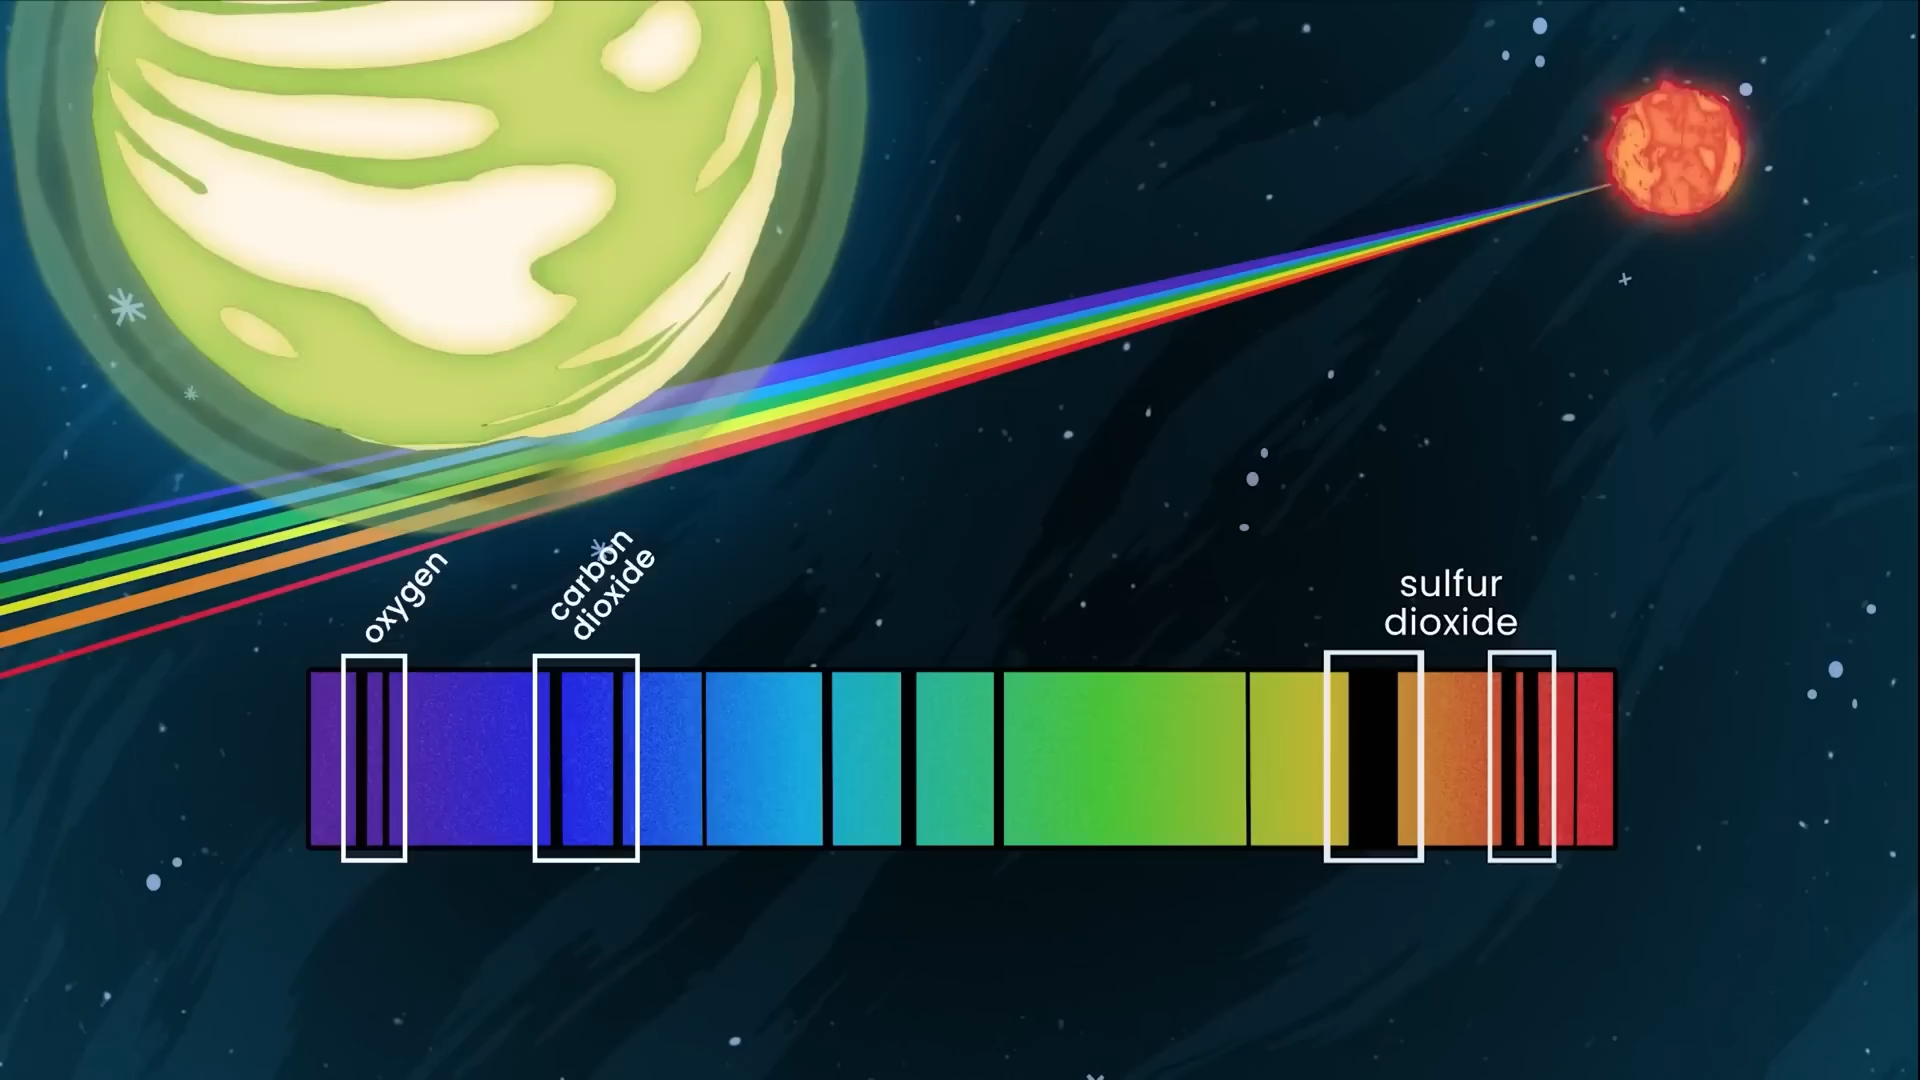 oxygen
carbon
dioxide
sulfur
dioxide